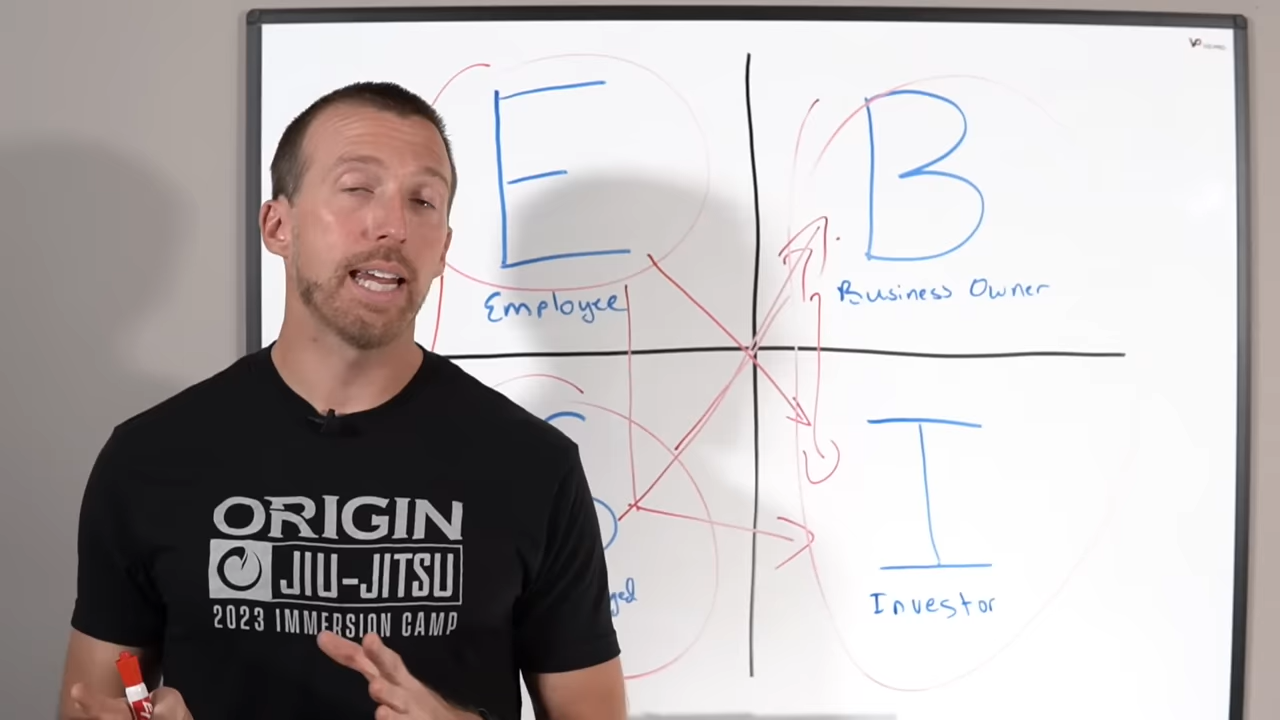 E
Employee
B
Business Owner
I
Investor
ORIGIN
JIU-JITSU
2023 IMMERSION CAMP